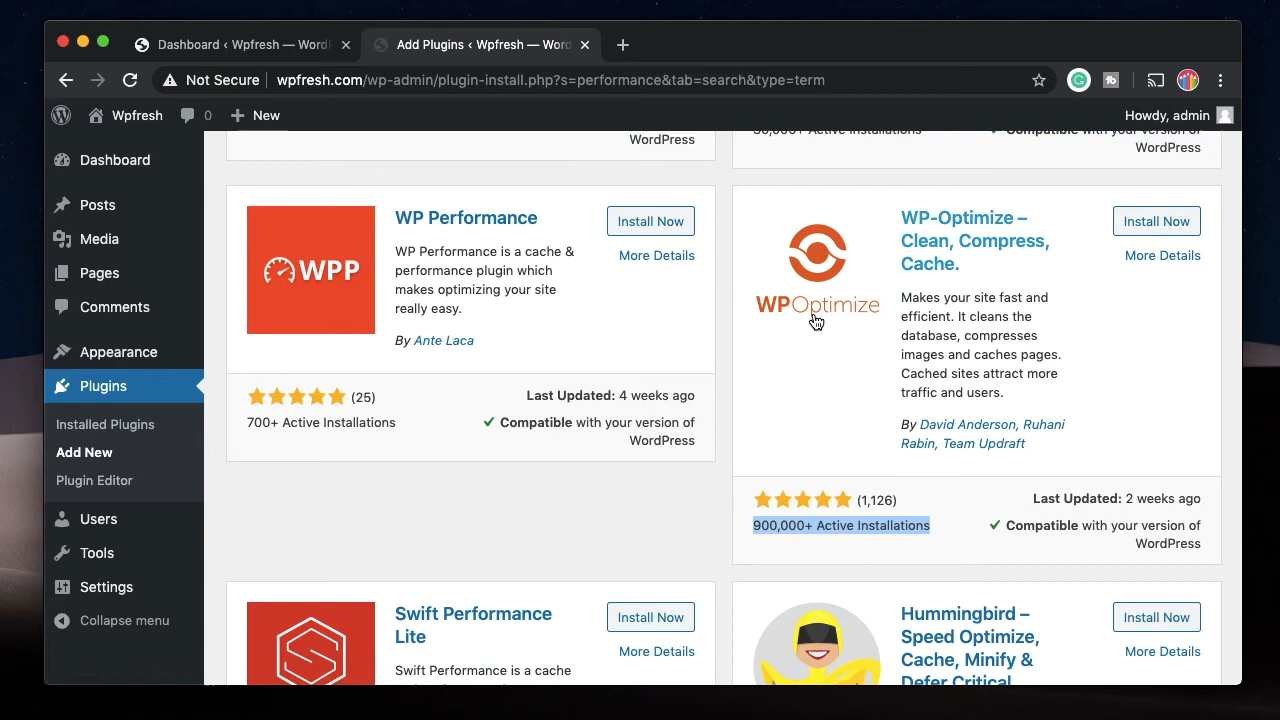 Dashboard ‹ Wpfresh — Word
Add Plugins ‹ Wpfresh — Word
Not Secure
wpfresh.com/wp-admin/plugin-install.php?s=performance&tab=search&type=term
Wpfresh
0
New
Howdy, admin
Dashboard
Posts
Media
Pages
Comments
Appearance
Plugins
Installed Plugins
Add New
Plugin Editor
Users
Tools
Settings
Collapse menu
WordPress
Active Installations
Compatible with your version of
WordPress
WPP
WP Performance
WP Performance is a cache &
performance plugin which
makes optimizing your site
really easy.
By Ante Laca
Install Now
More Details
(25)
700+ Active Installations
Last Updated: 4 weeks ago
Compatible with your version of
WordPress
WPOptimize
WP-Optimize –
Clean, Compress,
Cache.
Makes your site fast and
efficient. It cleans the
database, compresses
images and caches pages.
Cached sites attract more
traffic and users.
By David Anderson, Ruhani
Rabin, Team Updraft
Install Now
More Details
(1,126)
900,000+ Active Installations
Last Updated: 2 weeks ago
Compatible with your version of
WordPress
Swift Performance
Lite
Swift Performance is a cache
Install Now
More Details
Hummingbird –
Speed Optimize,
Cache, Minify &
Defer Critical
Install Now
More Details